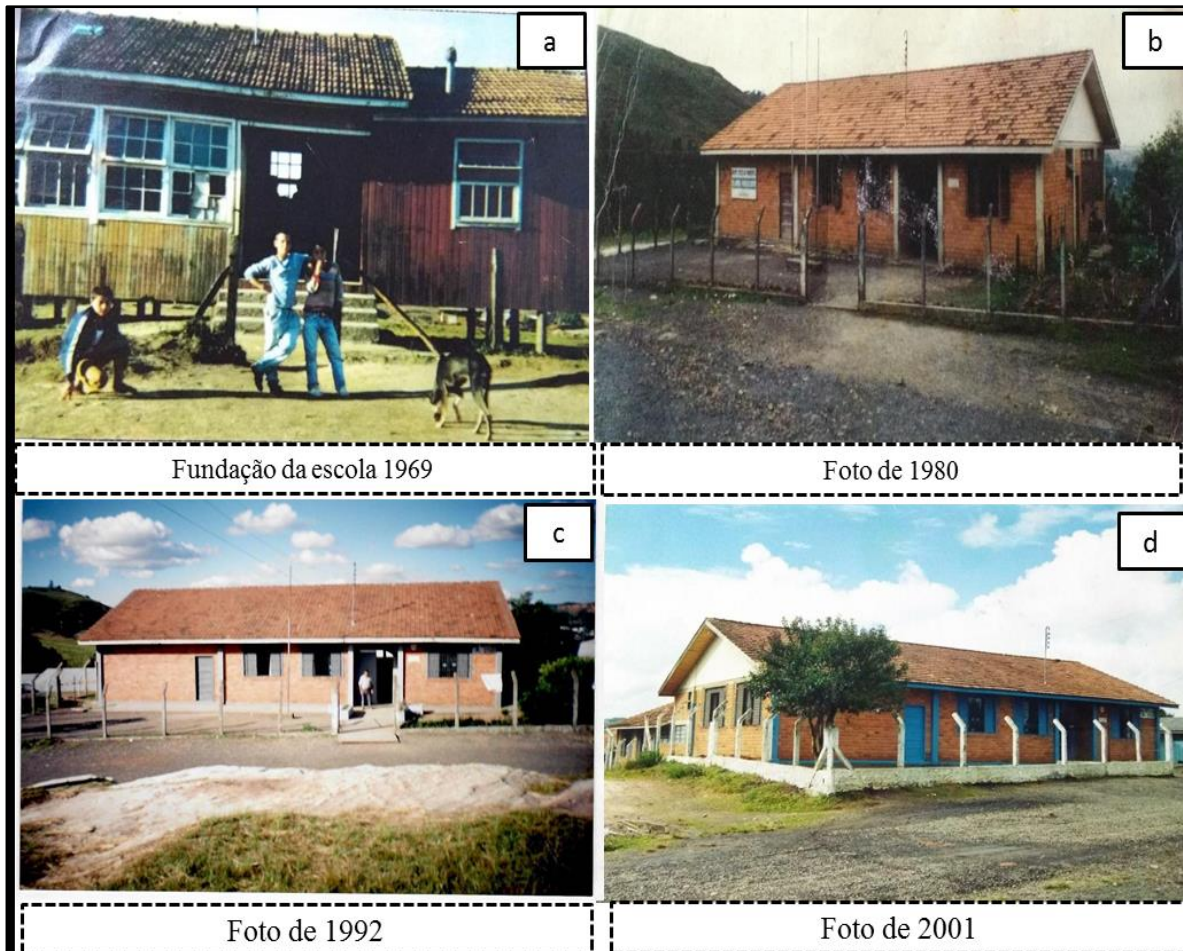 a
b
Fundação da escola 1969
Foto de 1980
c
d
Foto de 1992
Foto de 2001